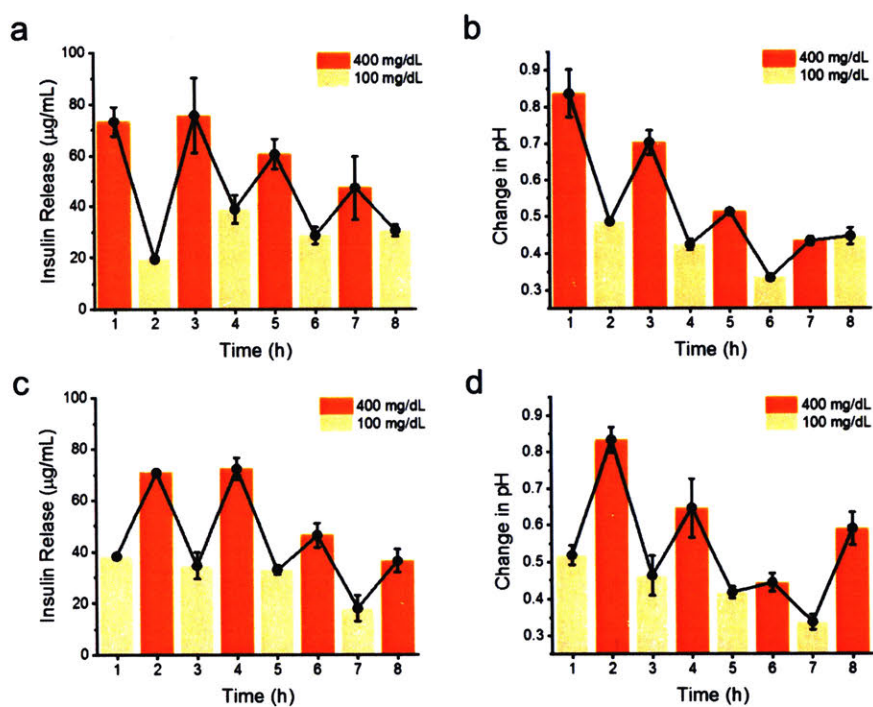 a
400 mg/dL
100 mg/dL
Insulin Release (µg/mL)
100
80
60
40
20
0
1 2 3 4 5 6 7 8
Time (h)
b
400 mg/dL
100 mg/dL
Change in pH
0.9
0.8
0.7
0.6
0.5
0.4
0.3
1 2 3 4 5 6 7 8
Time (h)
c
400 mg/dL
100 mg/dL
Insulin Relase (µg/mL)
100
80
60
40
20
0
1 2 3 4 5 6 7 8
Time (h)
d
400 mg/dL
100 mg/dL
Change in pH
0.9
0.8
0.7
0.6
0.5
0.4
0.3
1 2 3 4 5 6 7 8
Time (h)